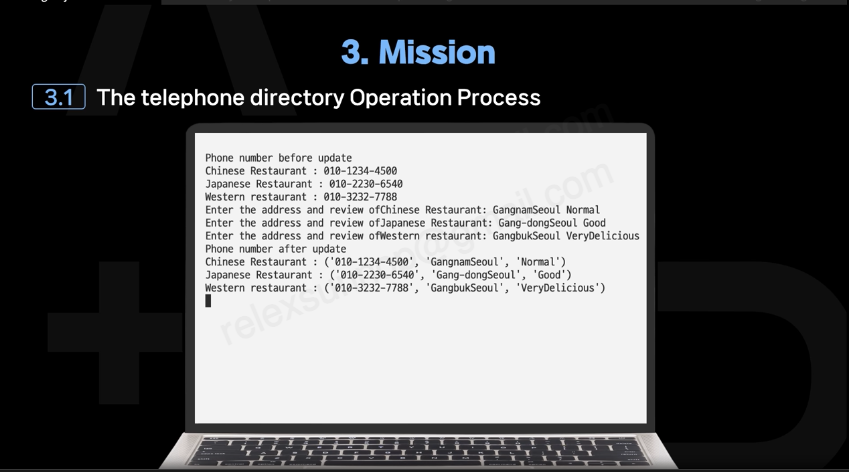 3. Mission
3.1 The telephone directory Operation Process
Phone number before update
Chinese Restaurant : 010-1234-4500
Japanese Restaurant : 010-2230-6540
Western restaurant : 010-3232-7788
Enter the address and review ofChinese Restaurant: GangnamSeoul Normal
Enter the address and review ofJapanese Restaurant: Gang-dongSeoul Good
Enter the address and review ofWestern restaurant: GangbukSeoul VeryDelicious
Phone number after update
Chinese Restaurant : ('010-1234-4500', 'GangnamSeoul', 'Normal')
Japanese Restaurant : ('010-2230-6540', 'Gang-dongSeoul', 'Good')
Western restaurant : ('010-3232-7788', 'GangbukSeoul', 'VeryDelicious')